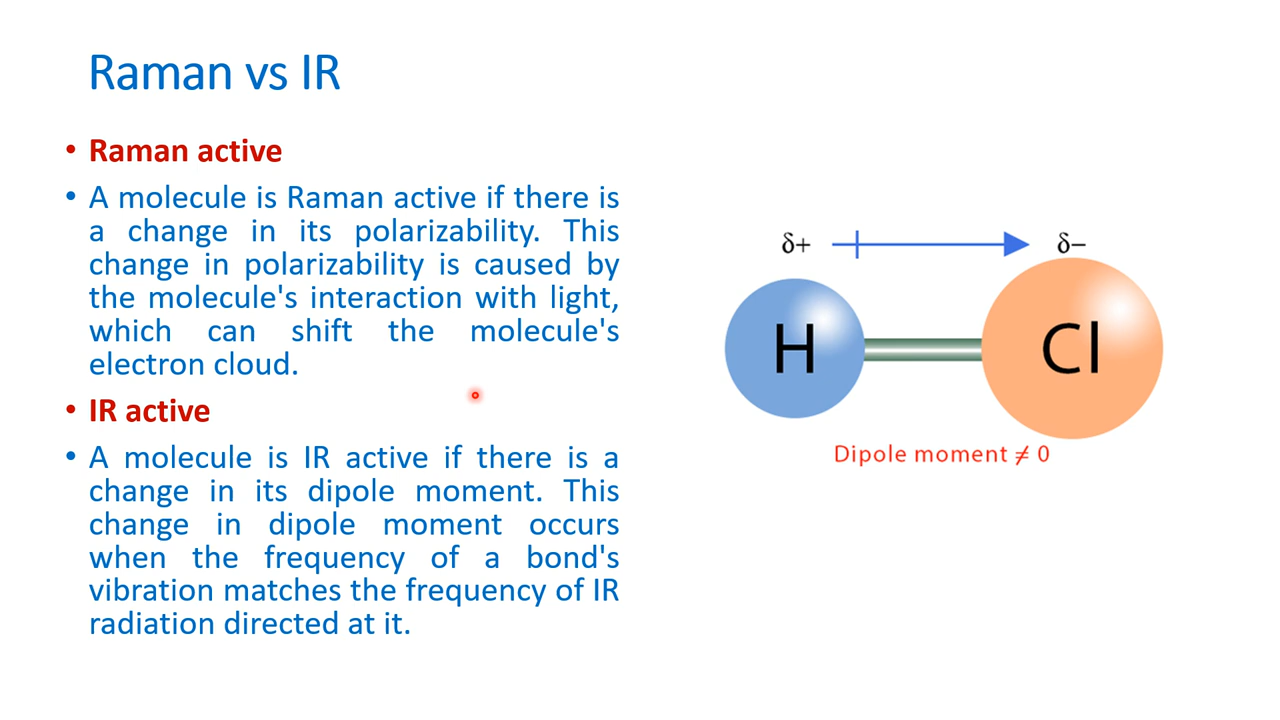 Raman vs IR
• Raman active
• A molecule is Raman active if there is
a change in its polarizability. This
change in polarizability is caused by
the molecule's interaction with light,
which can shift the molecule's
electron cloud.
• IR active
• A molecule is IR active if there is a
change in its dipole moment. This
change in dipole moment occurs
when the frequency of a bond's
vibration matches the frequency of IR
radiation directed at it.
δ+ δ−
H Cl
Dipole moment ≠ 0